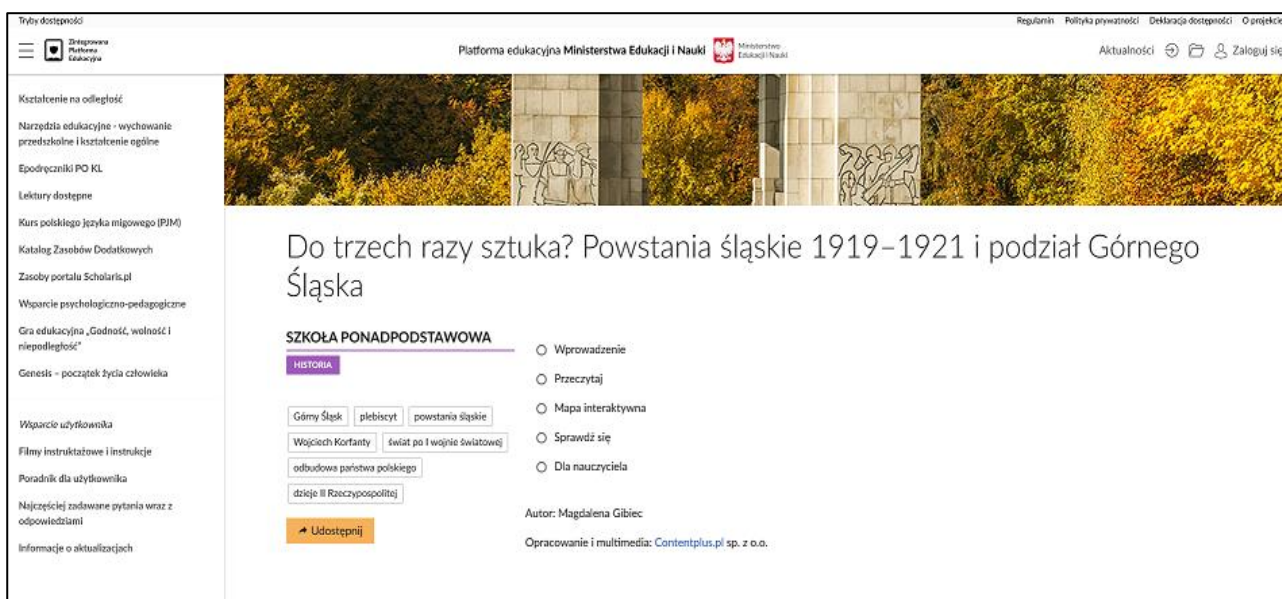 Tryby dostępności
Regulamin Polityka prywatności Deklaracja dostępności O projekcie
Zintegrowana
Platforma
Edukacyjna
Platforma edukacyjna Ministerstwa Edukacji i Nauki
Ministerstwo
Edukacji i Nauki
Aktualności Zaloguj się
Kształcenie na odległość
Narzędzia edukacyjne - wychowanie
przedszkolne i kształcenie ogólne
Epodręczniki PO KL
Lektury dostępne
Kurs polskiego języka migowego (PJM)
Katalog Zasobów Dodatkowych
Zasoby portalu Scholaris.pl
Wsparcie psychologiczno-pedagogiczne
Gra edukacyjna „Godność, wolność i
niepodległość"
Genesis – początek życia człowieka
Wsparcie użytkownika
Filmy instruktażowe i instrukcje
Poradnik dla użytkownika
Najczęściej zadawane pytania wraz z
odpowiedziami
Informacje o aktualizacjach
Do trzech razy sztuka? Powstania śląskie 1919–1921 i podział Górnego
Śląska
SZKOŁA PONADPODSTAWOWA
HISTORIA
Górny Śląsk plebiscyt powstania śląskie
Wojciech Korfanty świat po I wojnie światowej
odbudowa państwa polskiego
dzieje II Rzeczypospolitej
Udostępnij
Wprowadzenie
Przeczytaj
Mapa interaktywna
Sprawdź się
Dla nauczyciela
Autor: Magdalena Gibiec
Opracowanie i multimedia: Contentplus.pl sp. z o.o.